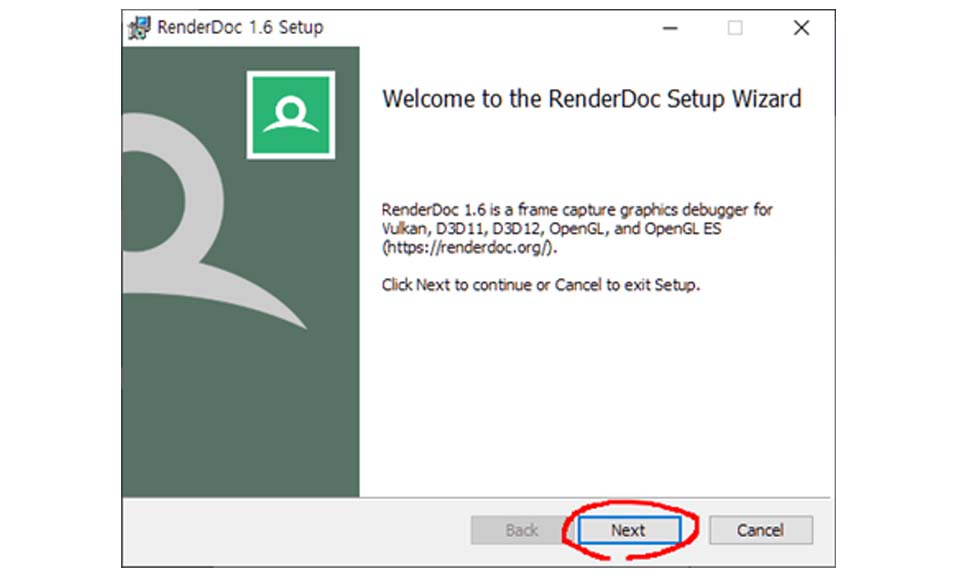 RenderDoc 1.6 Setup
Welcome to the RenderDoc Setup Wizard
RenderDoc 1.6 is a frame capture graphics debugger for
Vulkan, D3D11, D3D12, OpenGL, and OpenGL ES
(https://renderdoc.org/).
Click Next to continue or Cancel to exit Setup.
Back
Next
Cancel